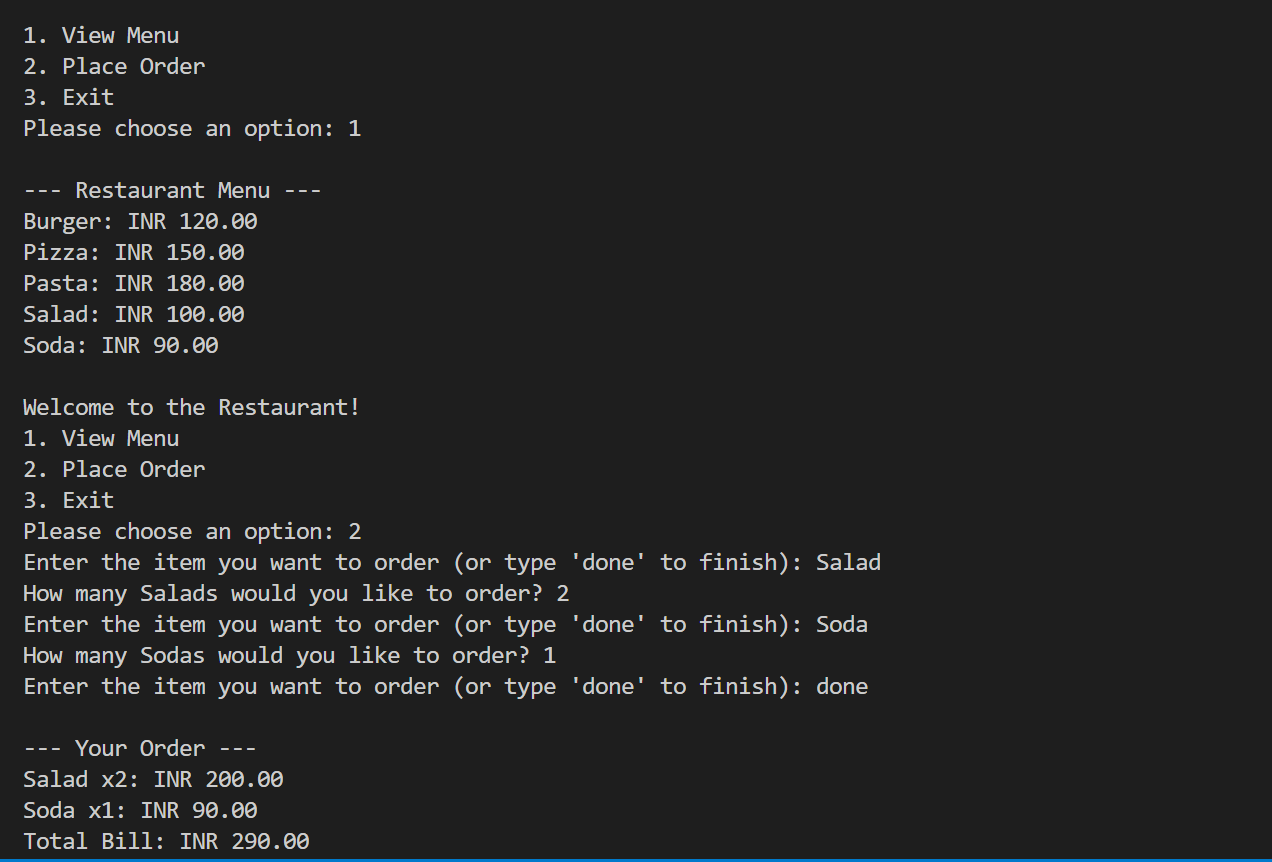 1. View Menu
2. Place Order
3. Exit
Please choose an option: 1
--- Restaurant Menu ---
Burger: INR 120.00
Pizza: INR 150.00
Pasta: INR 180.00
Salad: INR 100.00
Soda: INR 90.00
Welcome to the Restaurant!
1. View Menu
2. Place Order
3. Exit
Please choose an option: 2
Enter the item you want to order (or type 'done' to finish): Salad
How many Salads would you like to order? 2
Enter the item you want to order (or type 'done' to finish): Soda
How many Sodas would you like to order? 1
Enter the item you want to order (or type 'done' to finish): done
--- Your Order ---
Salad x2: INR 200.00
Soda x1: INR 90.00
Total Bill: INR 290.00